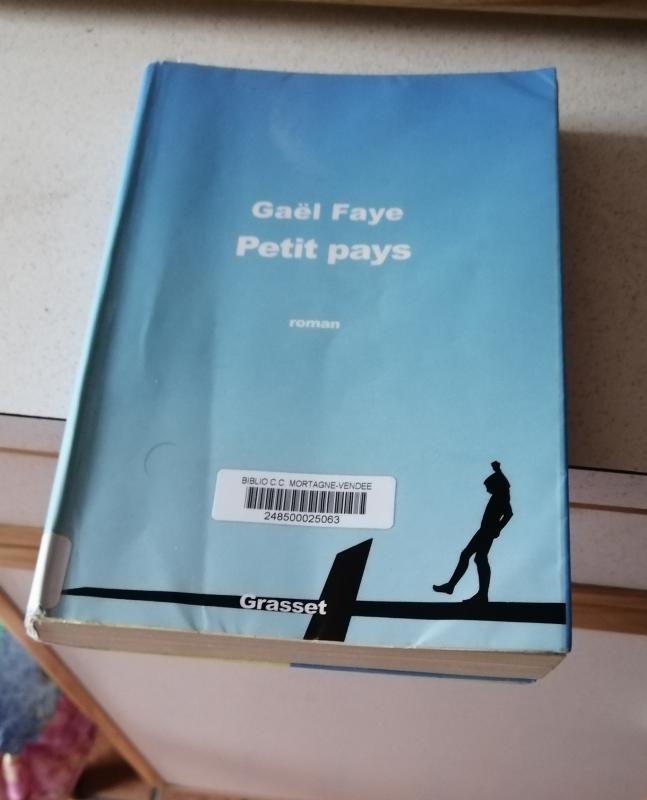 Gaël Faye
Petit pays
roman
BIBLIO C.C. MORTAGNE-VENDEE
248500025063
Grasset